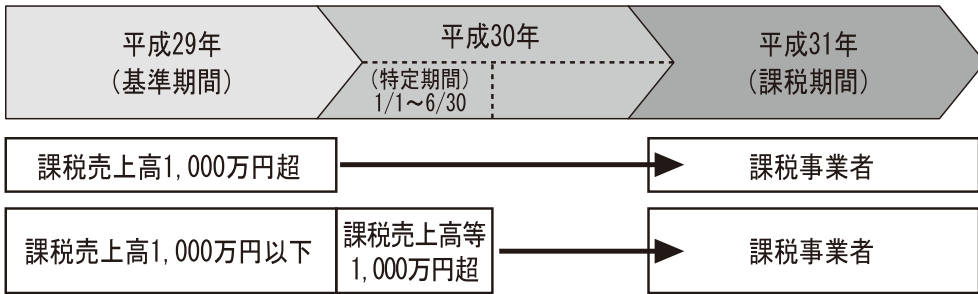 平成29年
(基準期間)
平成30年
(特定期間)
1/1～6/30
平成31年
(課税期間)
課税売上高1,000万円超
課税事業者
課税売上高1,000万円以下
課税売上高等
1,000万円超
課税事業者